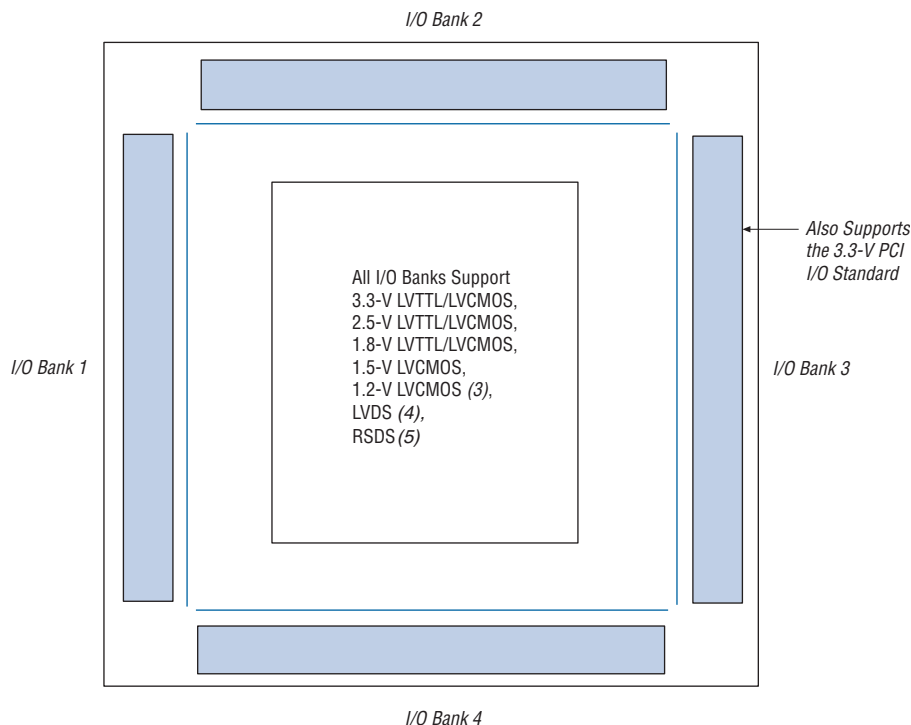 I/O Bank 2
Also Supports
the 3.3-V PCI
I/O Standard
All I/O Banks Support
3.3-V LVTTL/LVCMOS,
2.5-V LVTTL/LVCMOS,
1.8-V LVTTL/LVCMOS,
1.5-V LVCMOS,
1.2-V LVCMOS (3),
LVDS (4),
RSDS (5)
I/O Bank 1
I/O Bank 3
I/O Bank 4